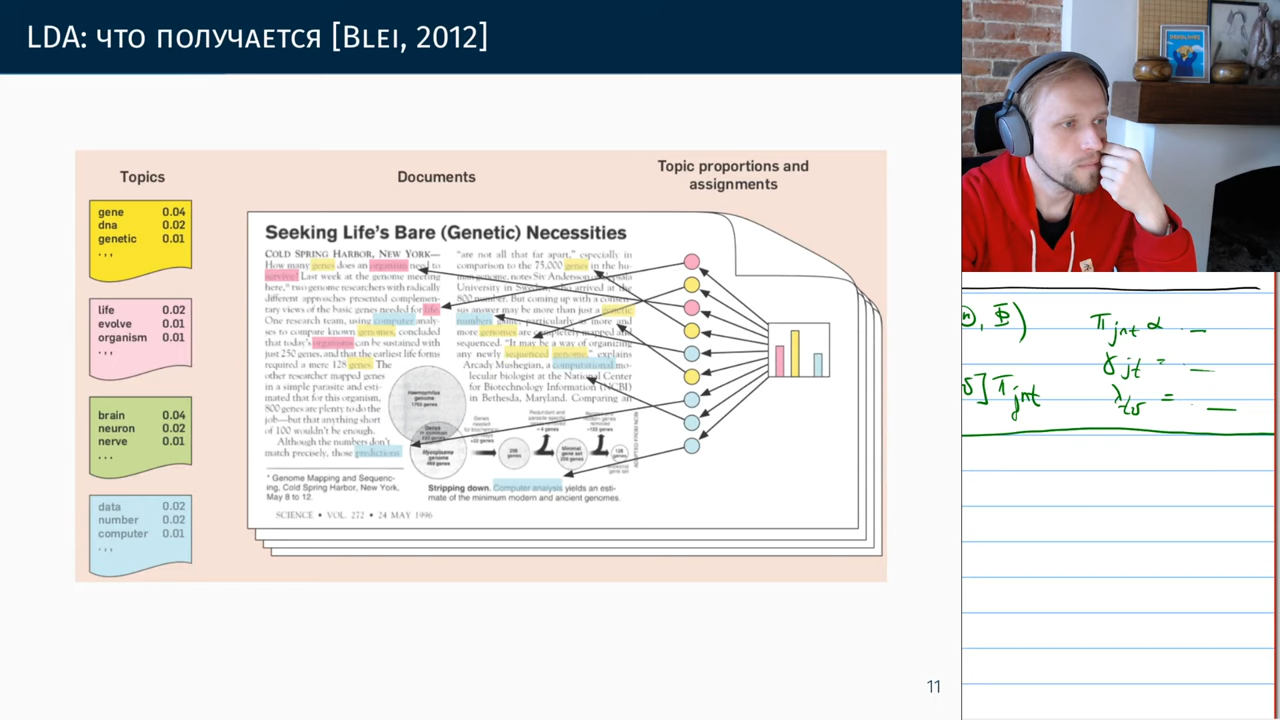 LDA: ЧТО ПОЛУЧАЕТСЯ [BLEI, 2012]
Topics
Documents
Topic proportions and
assignments
gene 0.04
dna 0.02
genetic 0.01
. , ,
life 0.02
evolve 0.01
organism 0.01
. , ,
brain 0.04
neuron 0.02
nerve 0.01
. . .
data 0.02
number 0.02
computer 0.01
. , ,
Seeking Life's Bare (Genetic) Necessities
COLD SPRING HARBOR, NEW YORK—
How many genes does an organism need to
survive? Last week at the genome meeting
here,* two genome researchers with radically
different approaches presented complemen-
tary views of the basic genes needed for life.
One research team, using computer analy-
ses to compare known genomes, concluded
that today's organisms can be sustained with
just 250 genes, and that the earliest life forms
required a mere 128 genes. The
other researcher mapped genes
in a simple parasite and esti-
mated that for this organism,
800 genes are plenty to do the
job—but that anything short
of 100 wouldn't be enough.
Although the numbers don't
match precisely, those predictions
* Genome Mapping and Sequenc-
ing, Cold Spring Harbor, New York,
May 8 to 12.
"are not all that far apart," especially in
comparison to the 75,000 genes in the hu-
man genome, notes Siv Andersson of Uppsala
University in Sweden, who arrived at the
800 number. But coming up with a consen-
sus answer may be more than just a genetic
numbers game, particularly as more and
more genomes are completely mapped and
sequenced. "It may be a way of organizing
any newly sequenced genome," explains
Arcady Mushegian, a computational mo-
lecular biologist at the National Center
for Biotechnology Information (NCBI)
in Bethesda, Maryland. Comparing an
Haemophilus
genome
1703 genes
Mycoplasma
genome
469 genes
ADAPTED FROM NCBI
Stripping down. Computer analysis yields an esti-
mate of the minimum modern and ancient genomes.
SCIENCE • VOL. 272 • 24 MAY 1996
11
, Φ)
π jnt α —
γ jt = —
] π jnt
= —